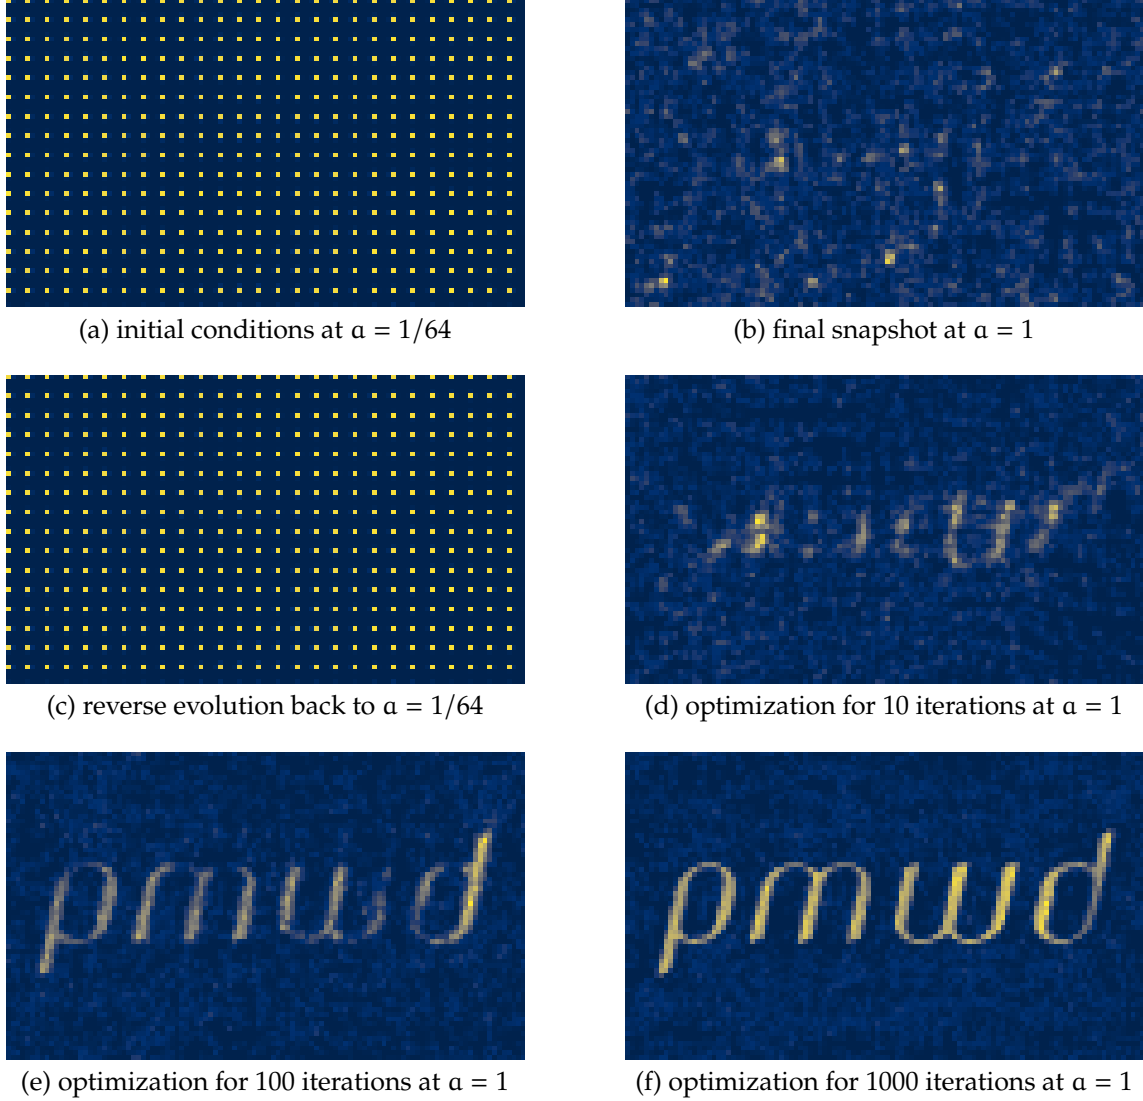 (a) initial conditions at a = 1/64
(b) final snapshot at a = 1
(c) reverse evolution back to a = 1/64
(d) optimization for 10 iterations at a = 1
pmwd
pmwd
(e) optimization for 100 iterations at a = 1
(f) optimization for 1000 iterations at a = 1